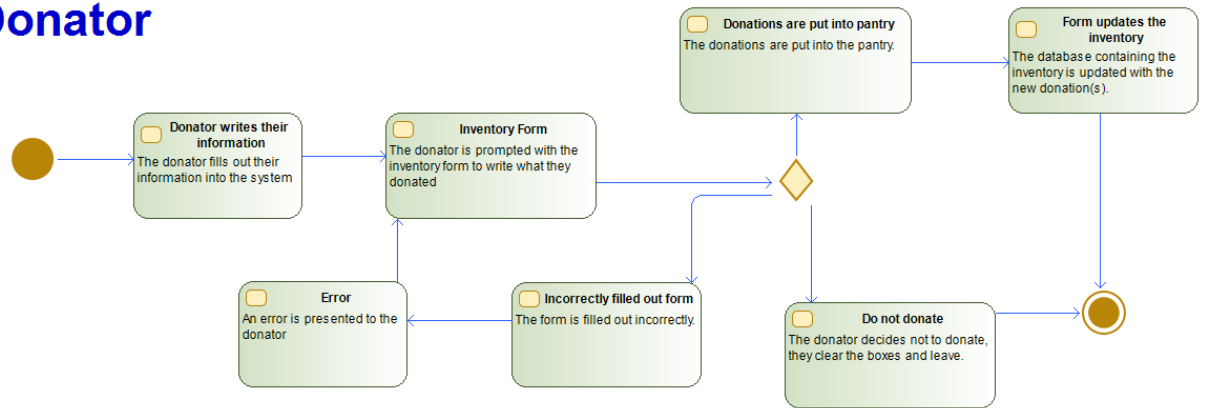 Donator
Donations are put into pantry
The donations are put into the pantry.
Form updates the
inventory
The database containing the
inventory is updated with the
new donation(s).
Donator writes their
information
The donator fills out their
information into the system
Inventory Form
The donator is prompted with the
inventory form to write what they
donated
Error
An error is presented to the
donator
Incorrectly filled out form
The form is filled out incorrectly.
Do not donate
The donator decides not to donate,
they clear the boxes and leave.